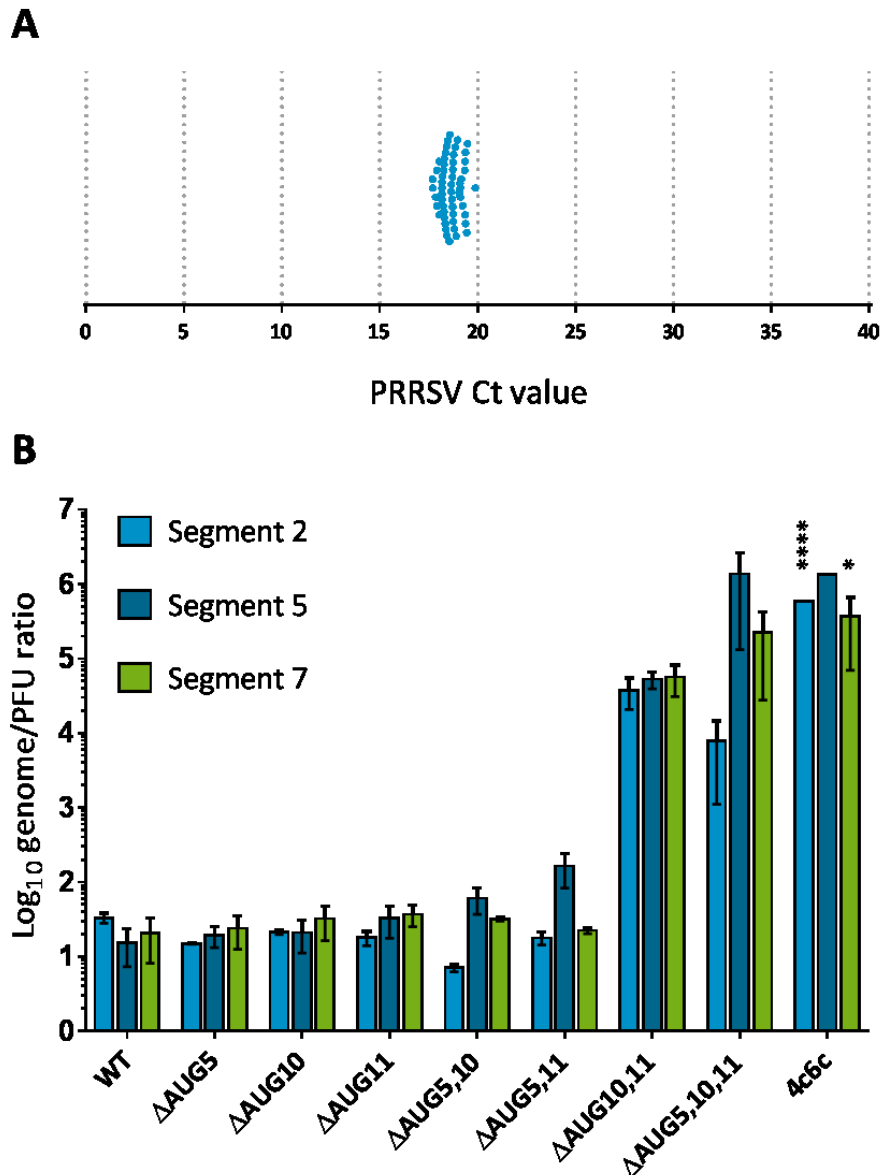 A
0 5 10 15 20 25 30 35 40
PRRSV Ct value
B
7
6
5
4
3
2
1
0
Log₁₀ genome/PFU ratio
Segment 2
Segment 5
Segment 7
****
*
WT
ΔAUG5
ΔAUG10
ΔAUG11
ΔAUG5,10
ΔAUG5,11
ΔAUG10,11
ΔAUG5,10,11
4c6c